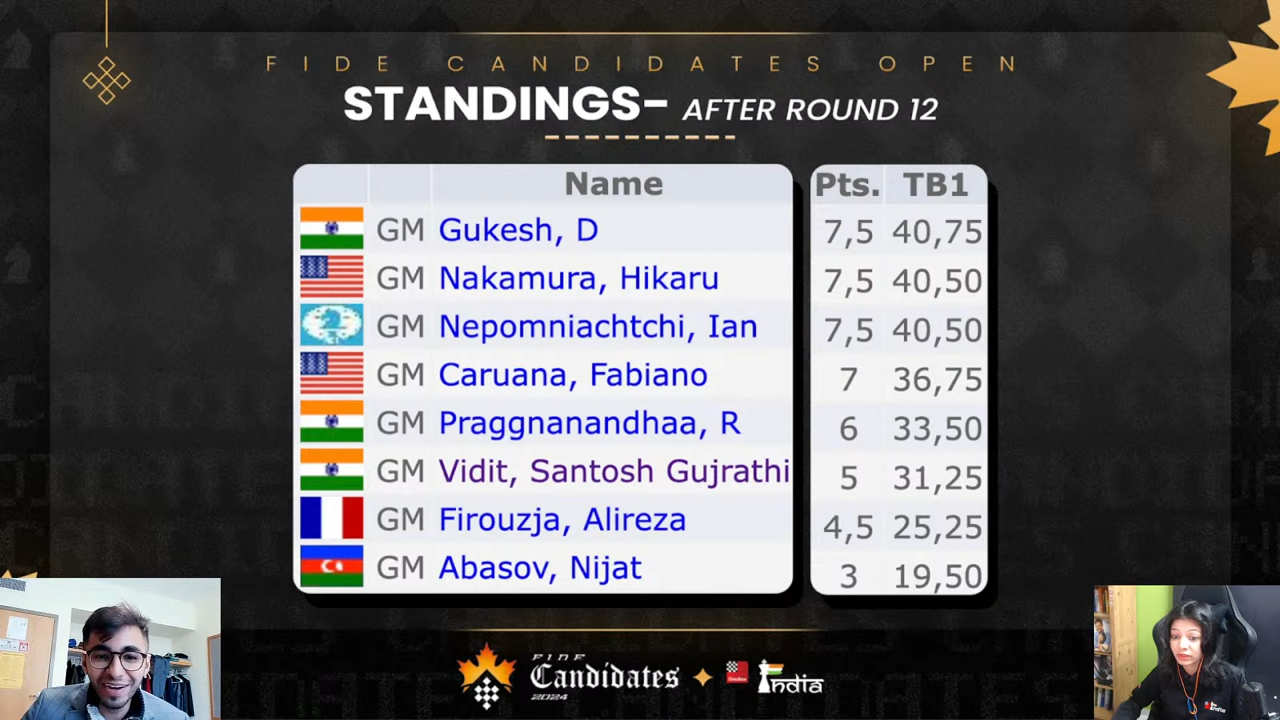 FIDE CANDIDATES OPEN
STANDINGS- AFTER ROUND 12
Name Pts. TB1
GM Gukesh, D 7,5 40,75
GM Nakamura, Hikaru 7,5 40,50
GM Nepomniachtchi, Ian 7,5 40,50
GM Caruana, Fabiano 7 36,75
GM Praggnanandhaa, R 6 33,50
GM Vidit, Santosh Gujrathi 5 31,25
GM Firouzja, Alireza 4,5 25,25
GM Abasov, Nijat 3 19,50
FIDE
Candidates
2024
India